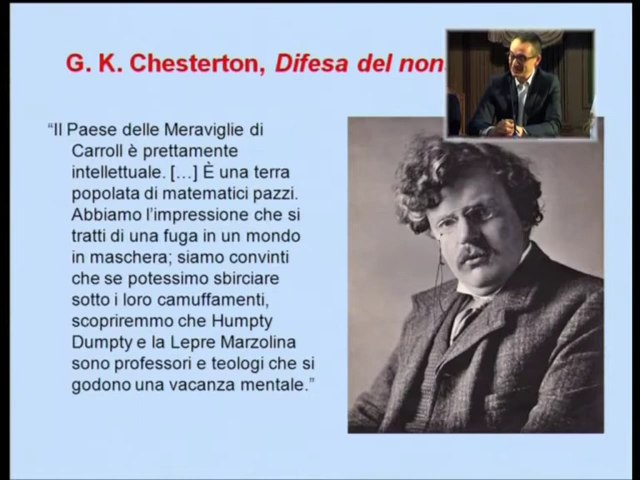 G. K. Chesterton, Difesa del non
“Il Paese delle Meraviglie di
Carroll è prettamente
intellettuale. […] È una terra
popolata di matematici pazzi.
Abbiamo l’impressione che si
tratti di una fuga in un mondo
in maschera; siamo convinti
che se potessimo sbirciare
sotto i loro camuffamenti,
scopriremmo che Humpty
Dumpty e la Lepre Marzolina
sono professori e teologi che si
godono una vacanza mentale.”